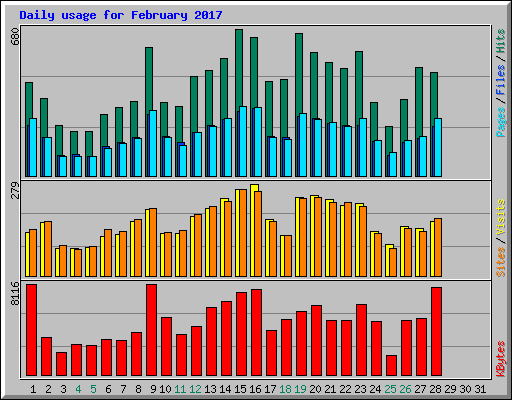 Daily usage for February 2017
680
Pages / Files / Hits
279
Sites / Visits
8116
KBytes
1 2 3 4 5 6 7 8 9 10 11 12 13 14 15 16 17 18 19 20 21 22 23 24 25 26 27 28 29 30 31